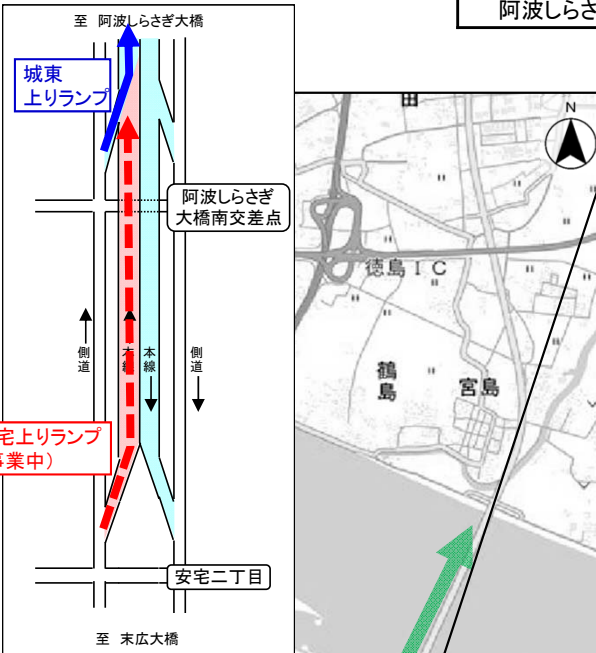 至 阿波しらさぎ大橋
城東
上りランプ
阿波しらさぎ
大橋南交差点
側道
本線
本線
側道
宅上りランプ
事業中）
安宅二丁目
至 末広大橋
阿波しらさ
田
N
徳島IC
鶴島
宮島